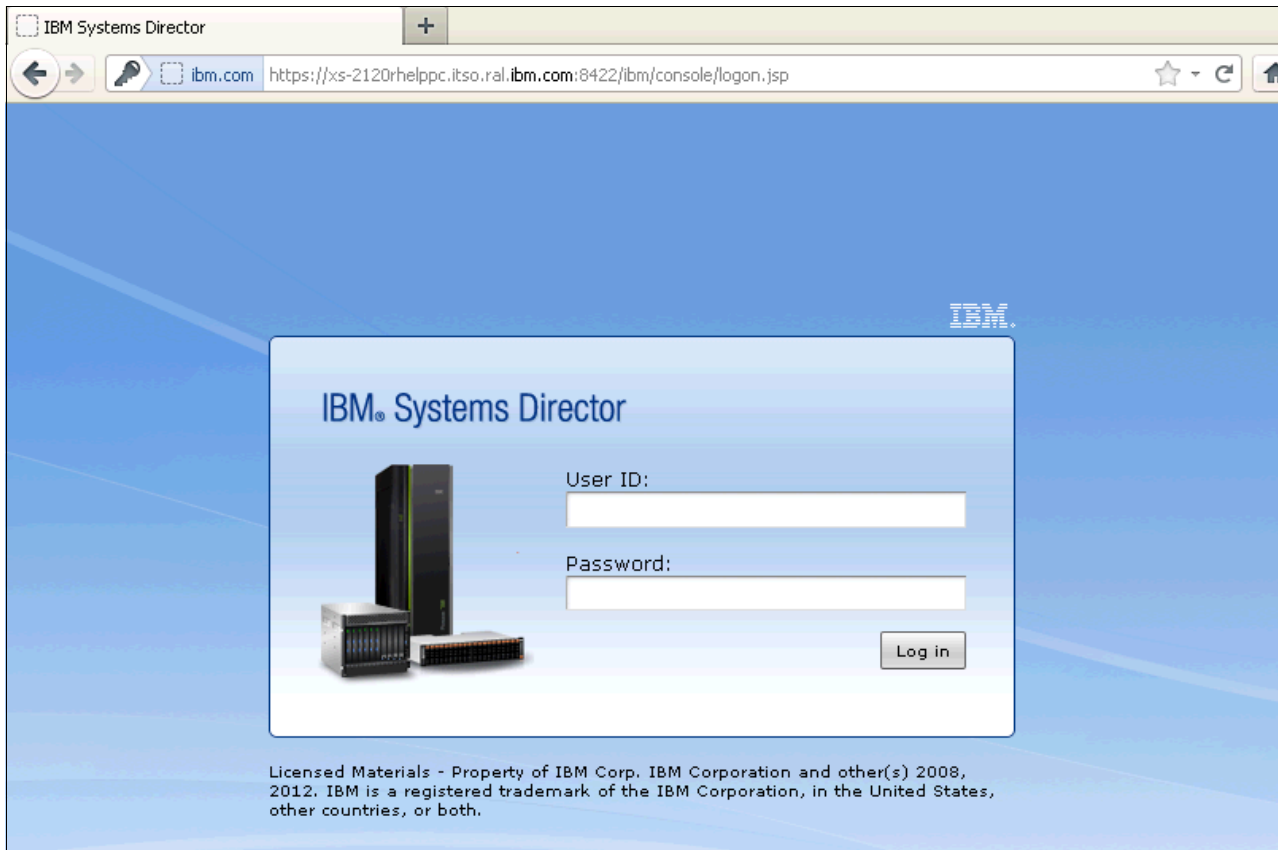 IBM Systems Director
ibm.com https://xs-2120rhelppc.itso.ral.ibm.com:8422/ibm/console/logon.jsp
IBM.
IBM® Systems Director
User ID:
Password:
Log in
Licensed Materials - Property of IBM Corp. IBM Corporation and other(s) 2008,
2012. IBM is a registered trademark of the IBM Corporation, in the United States,
other countries, or both.